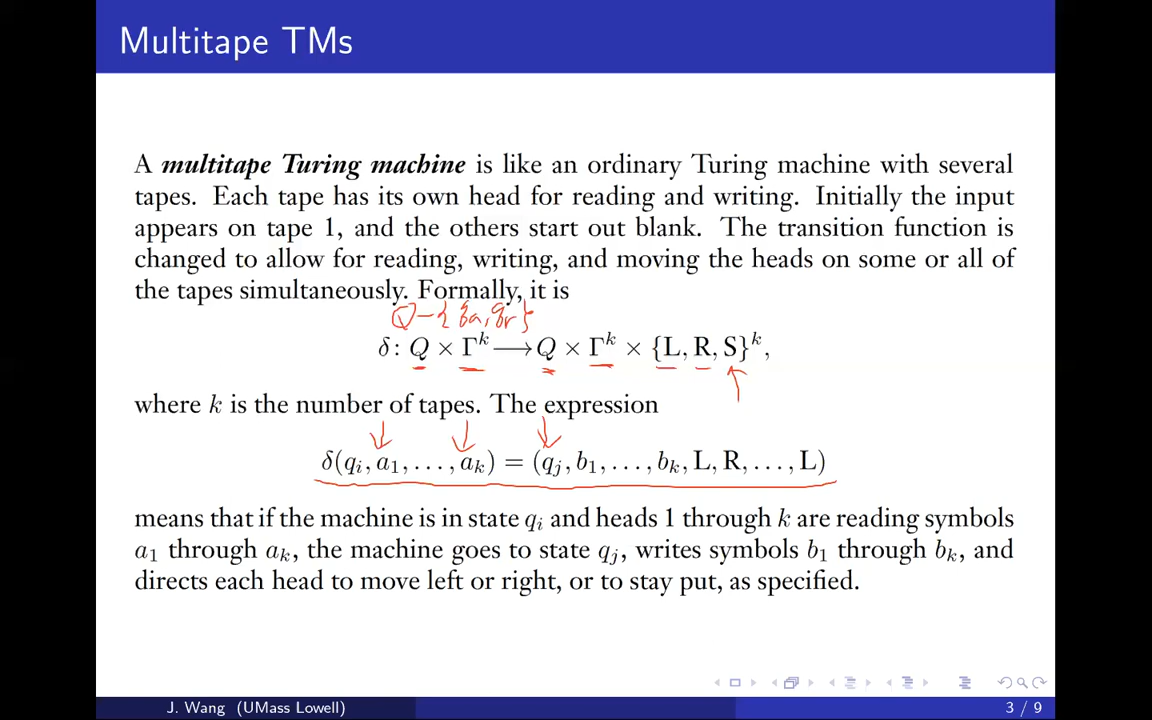 Multitape TMs
A multitape Turing machine is like an ordinary Turing machine with several
tapes. Each tape has its own head for reading and writing. Initially the input
appears on tape 1, and the others start out blank. The transition function is
changed to allow for reading, writing, and moving the heads on some or all of
the tapes simultaneously. Formally, it is
Q-{qa, qr}
δ: Q × Γ^k ⟶ Q × Γ^k × {L, R, S}^k,
where k is the number of tapes. The expression
δ(q_i, a_1, ..., a_k) = (q_j, b_1, ..., b_k, L, R, ..., L)
means that if the machine is in state q_i and heads 1 through k are reading symbols
a_1 through a_k, the machine goes to state q_j, writes symbols b_1 through b_k, and
directs each head to move left or right, or to stay put, as specified.
J. Wang (UMass Lowell)
3 / 9